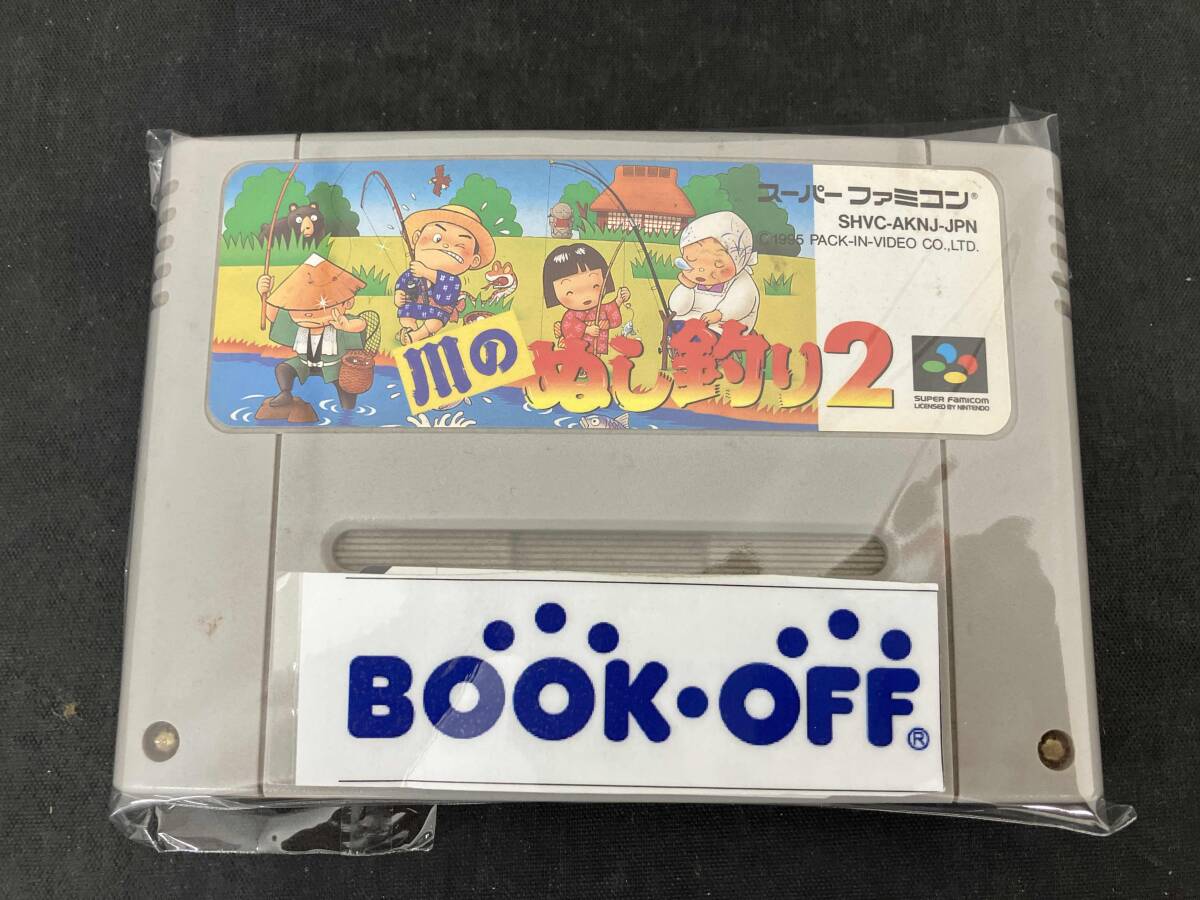 スーパーファミコン®
SHVC-AKNJ-JPN
©1995 PACK-IN-VIDEO CO.,LTD.
川の
ぬし釣り2
SUPER FAMICOM
LICENSED BY NINTENDO
BOOK・OFF®